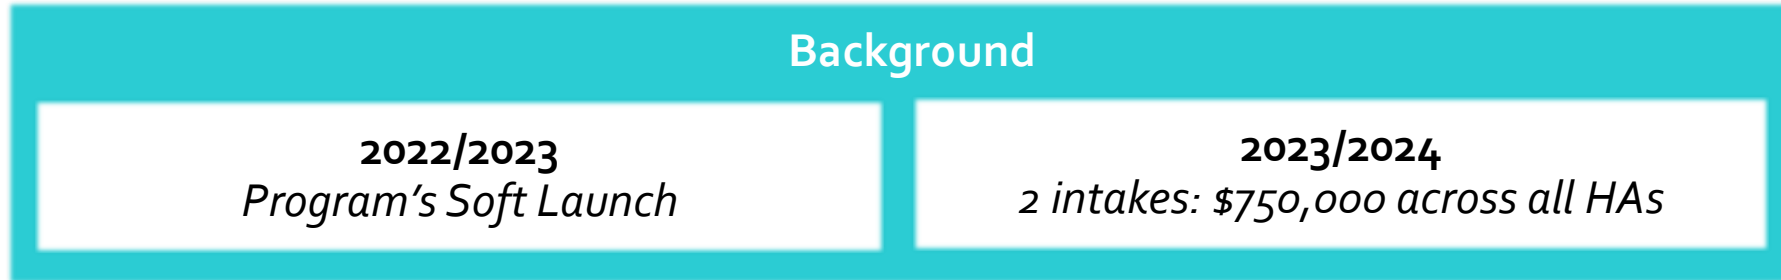 Background
2022/2023
Program's Soft Launch
2023/2024
2 intakes: $750,000 across all HAs